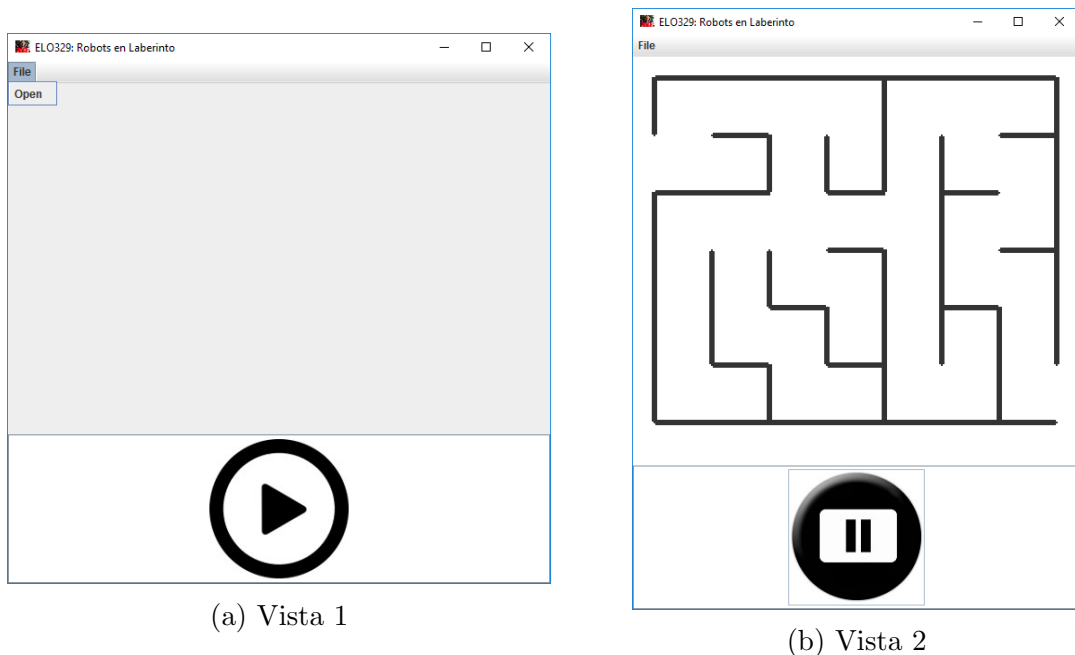 ELO329: Robots en Laberinto
File
Open
(a) Vista 1
ELO329: Robots en Laberinto
File
(b) Vista 2